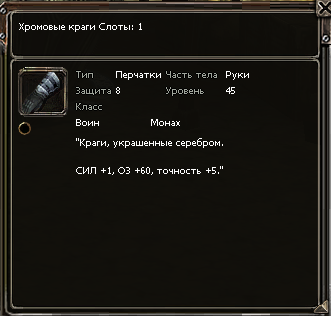 Хромовые краги Слоты: 1
Тип Перчатки Часть тела Руки
Защита 8 Уровень 45
Класс
Воин Монах
"Краги, украшенные серебром.
СИЛ +1, ОЗ +60, точность +5."